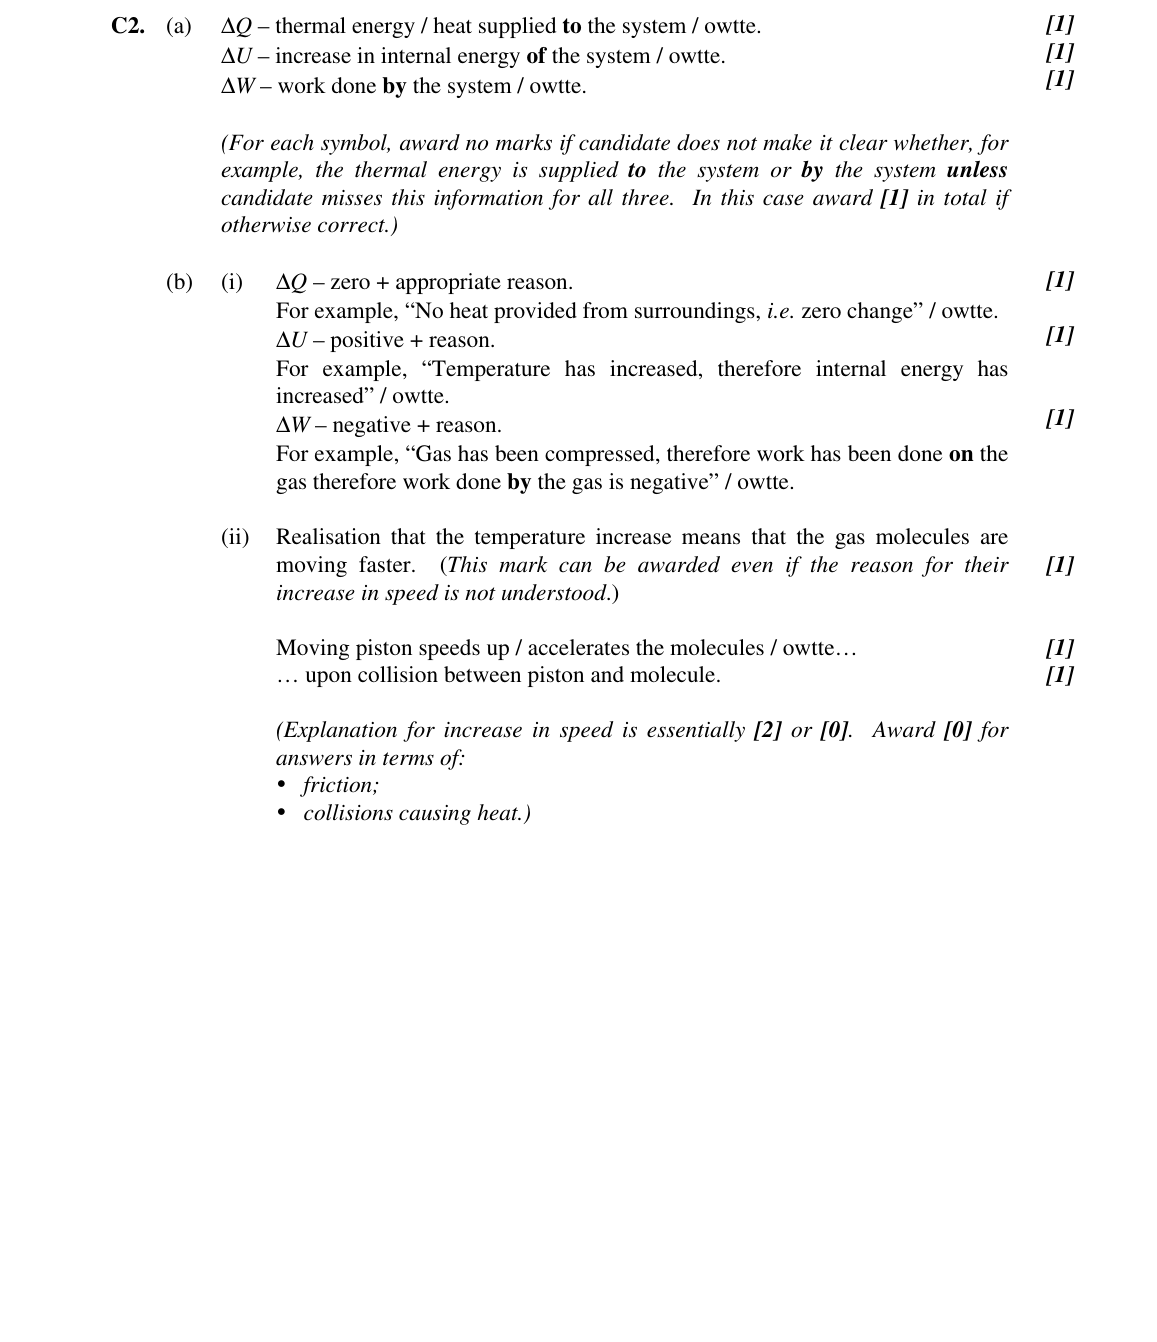 C2. (a) ΔQ – thermal energy / heat supplied to the system / owtte. [1]
ΔU – increase in internal energy of the system / owtte. [1]
ΔW – work done by the system / owtte. [1]
(For each symbol, award no marks if candidate does not make it clear whether, for
example, the thermal energy is supplied to the system or by the system unless
candidate misses this information for all three. In this case award [1] in total if
otherwise correct.)
(b) (i) ΔQ – zero + appropriate reason. [1]
For example, “No heat provided from surroundings, i.e. zero change” / owtte.
ΔU – positive + reason. [1]
For example, “Temperature has increased, therefore internal energy has
increased” / owtte.
ΔW – negative + reason. [1]
For example, “Gas has been compressed, therefore work has been done on the
gas therefore work done by the gas is negative” / owtte.
(ii) Realisation that the temperature increase means that the gas molecules are
moving faster. (This mark can be awarded even if the reason for their [1]
increase in speed is not understood.)
Moving piston speeds up / accelerates the molecules / owtte… [1]
… upon collision between piston and molecule. [1]
(Explanation for increase in speed is essentially [2] or [0]. Award [0] for
answers in terms of:
• friction;
• collisions causing heat.)